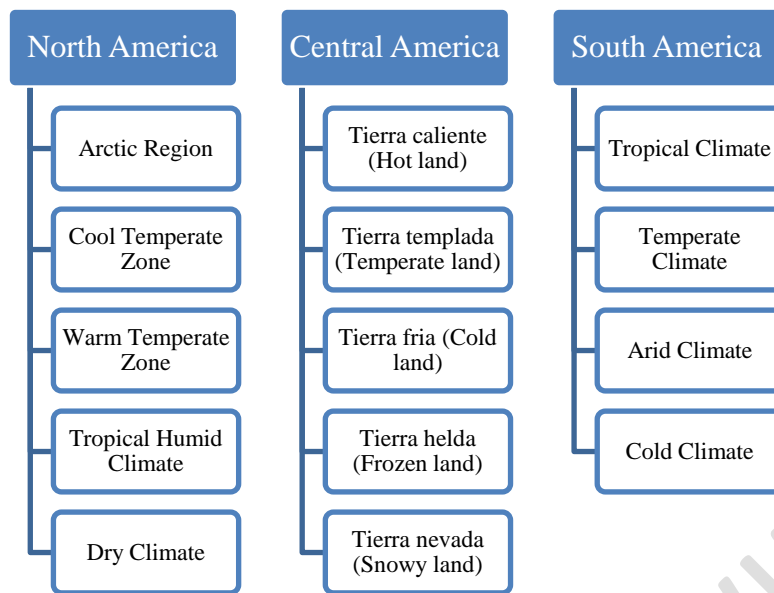 North America
Arctic Region
Cool Temperate
Zone
Warm Temperate
Zone
Tropical Humid
Climate
Dry Climate
Central America
Tierra caliente
(Hot land)
Tierra templada
(Temperate land)
Tierra fria (Cold
land)
Tierra helda
(Frozen land)
Tierra nevada
(Snowy land)
South America
Tropical Climate
Temperate
Climate
Arid Climate
Cold Climate